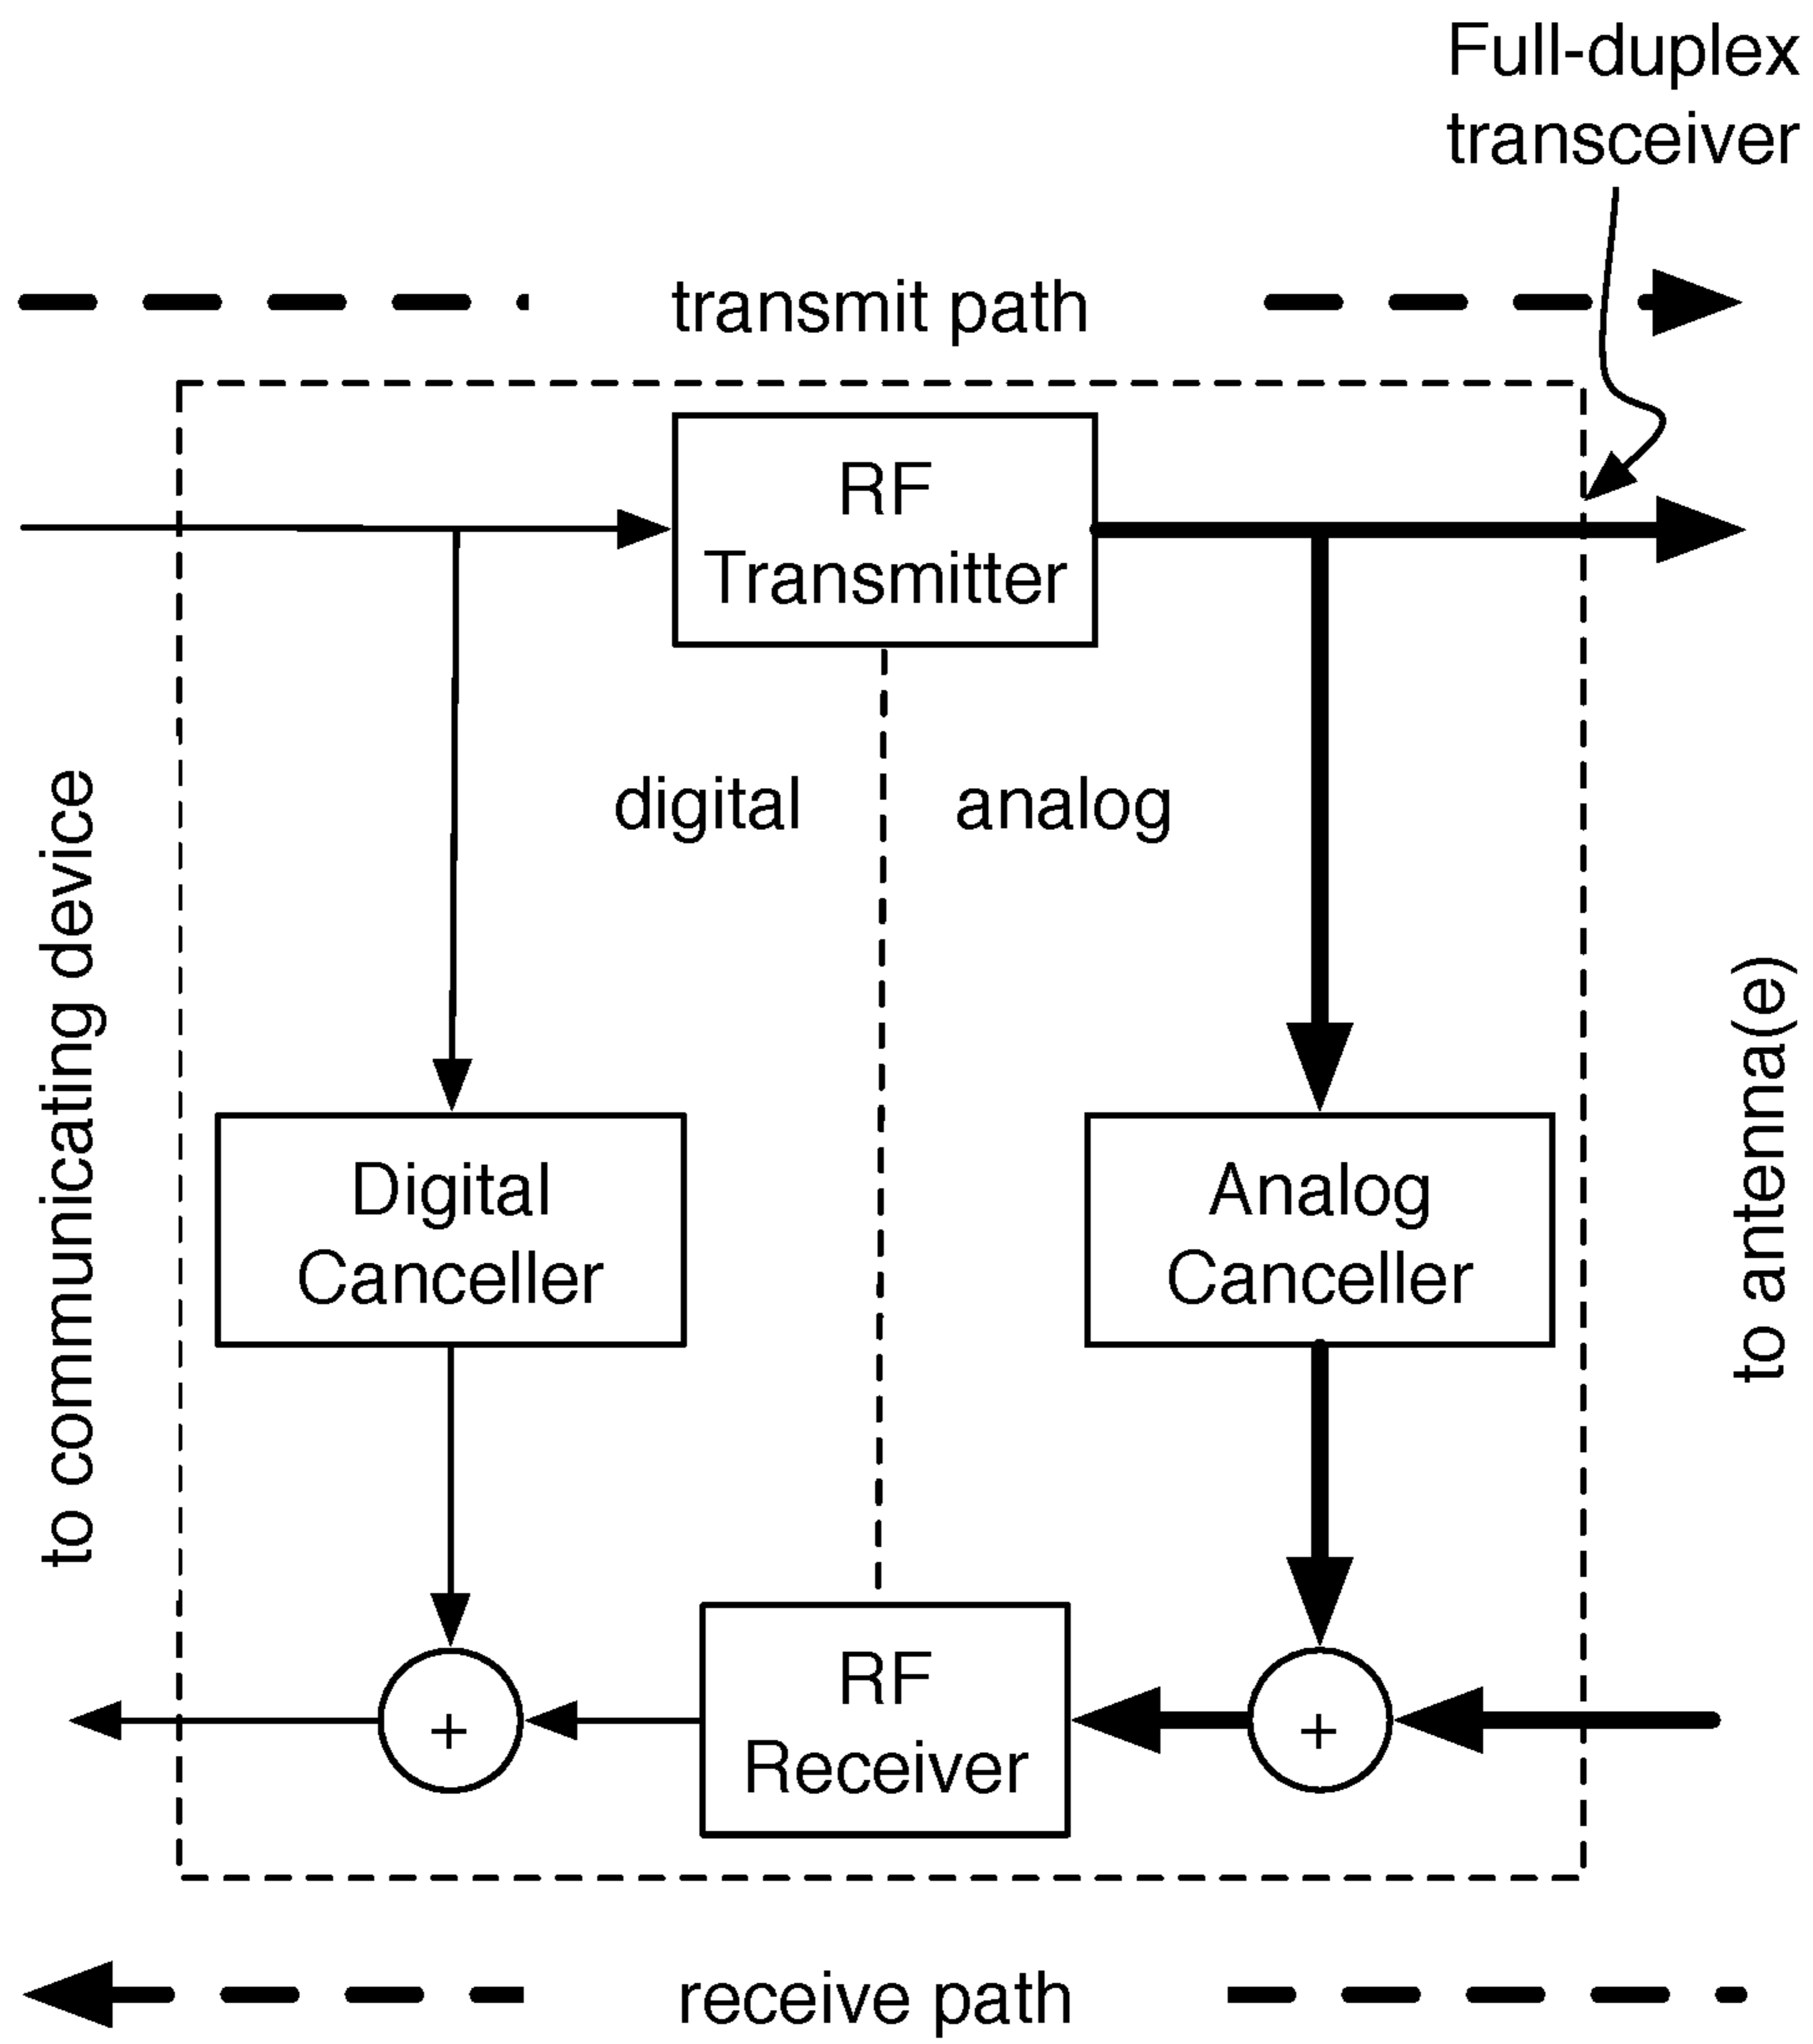 Full-duplex
transceiver
transmit path
RF
Transmitter
digital
analog
to communicating device
to antenna(e)
Digital
Canceller
Analog
Canceller
RF
Receiver
+
+
receive path